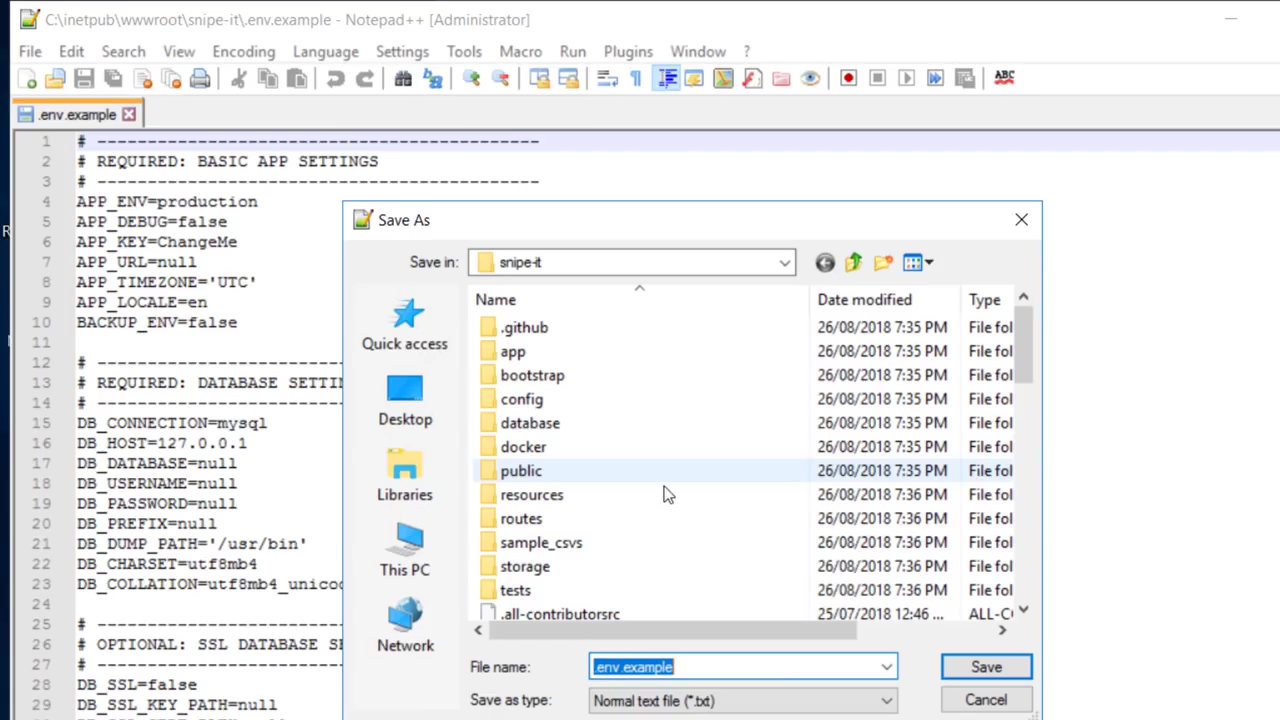 C:\inetpub\wwwroot\snipe-it\.env.example - Notepad++ [Administrator]
File Edit Search View Encoding Language Settings Tools Macro Run Plugins Window ?
ABC
.env.example
1 # --------------------------------------------
2 # REQUIRED: BASIC APP SETTINGS
3 # --------------------------------------------
4 APP_ENV=production
5 APP_DEBUG=false
6 APP_KEY=ChangeMe
7 APP_URL=null
8 APP_TIMEZONE='UTC'
9 APP_LOCALE=en
10 BACKUP_ENV=false
11
12 # --------------------------
13 # REQUIRED: DATABASE SETTIN
14 # --------------------------
15 DB_CONNECTION=mysql
16 DB_HOST=127.0.0.1
17 DB_DATABASE=null
18 DB_USERNAME=null
19 DB_PASSWORD=null
20 DB_PREFIX=null
21 DB_DUMP_PATH='/usr/bin'
22 DB_CHARSET=utf8mb4
23 DB_COLLATION=utf8mb4_unico
24
25 # --------------------------
26 # OPTIONAL: SSL DATABASE SE
27 # --------------------------
28 DB_SSL=false
29 DB_SSL_KEY_PATH=null
Save As
Save in: snipe-it
Quick access
Desktop
Libraries
This PC
Network
Name Date modified Type
.github 26/08/2018 7:35 PM File fol
app 26/08/2018 7:35 PM File fol
bootstrap 26/08/2018 7:35 PM File fol
config 26/08/2018 7:35 PM File fol
database 26/08/2018 7:35 PM File fol
docker 26/08/2018 7:35 PM File fol
public 26/08/2018 7:35 PM File fol
resources 26/08/2018 7:36 PM File fol
routes 26/08/2018 7:36 PM File fol
sample_csvs 26/08/2018 7:36 PM File fol
storage 26/08/2018 7:36 PM File fol
tests 26/08/2018 7:36 PM File fol
.all-contributorsrc 25/07/2018 12:46 ... ALL-C
File name: .env.example Save
Save as type: Normal text file (*.txt) Cancel